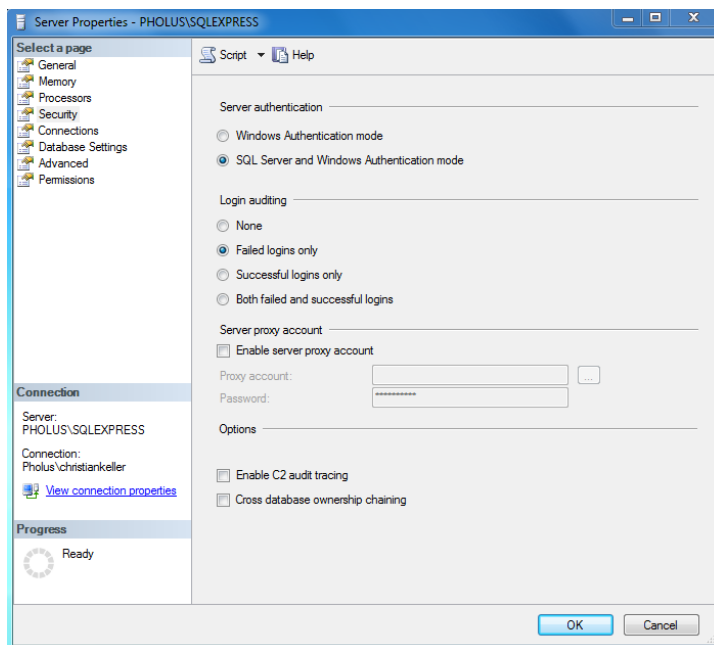 Server Properties - PHOLUS\SQLEXPRESS
Select a page
General
Memory
Processors
Security
Connections
Database Settings
Advanced
Permissions
Connection
Server:
PHOLUS\SQLEXPRESS
Connection:
Pholus\christiankeller
View connection properties
Progress
Ready
Script Help
Server authentication
Windows Authentication mode
SQL Server and Windows Authentication mode
Login auditing
None
Failed logins only
Successful logins only
Both failed and successful logins
Server proxy account
Enable server proxy account
Proxy account: ...
Password: **********
Options
Enable C2 audit tracing
Cross database ownership chaining
OK Cancel